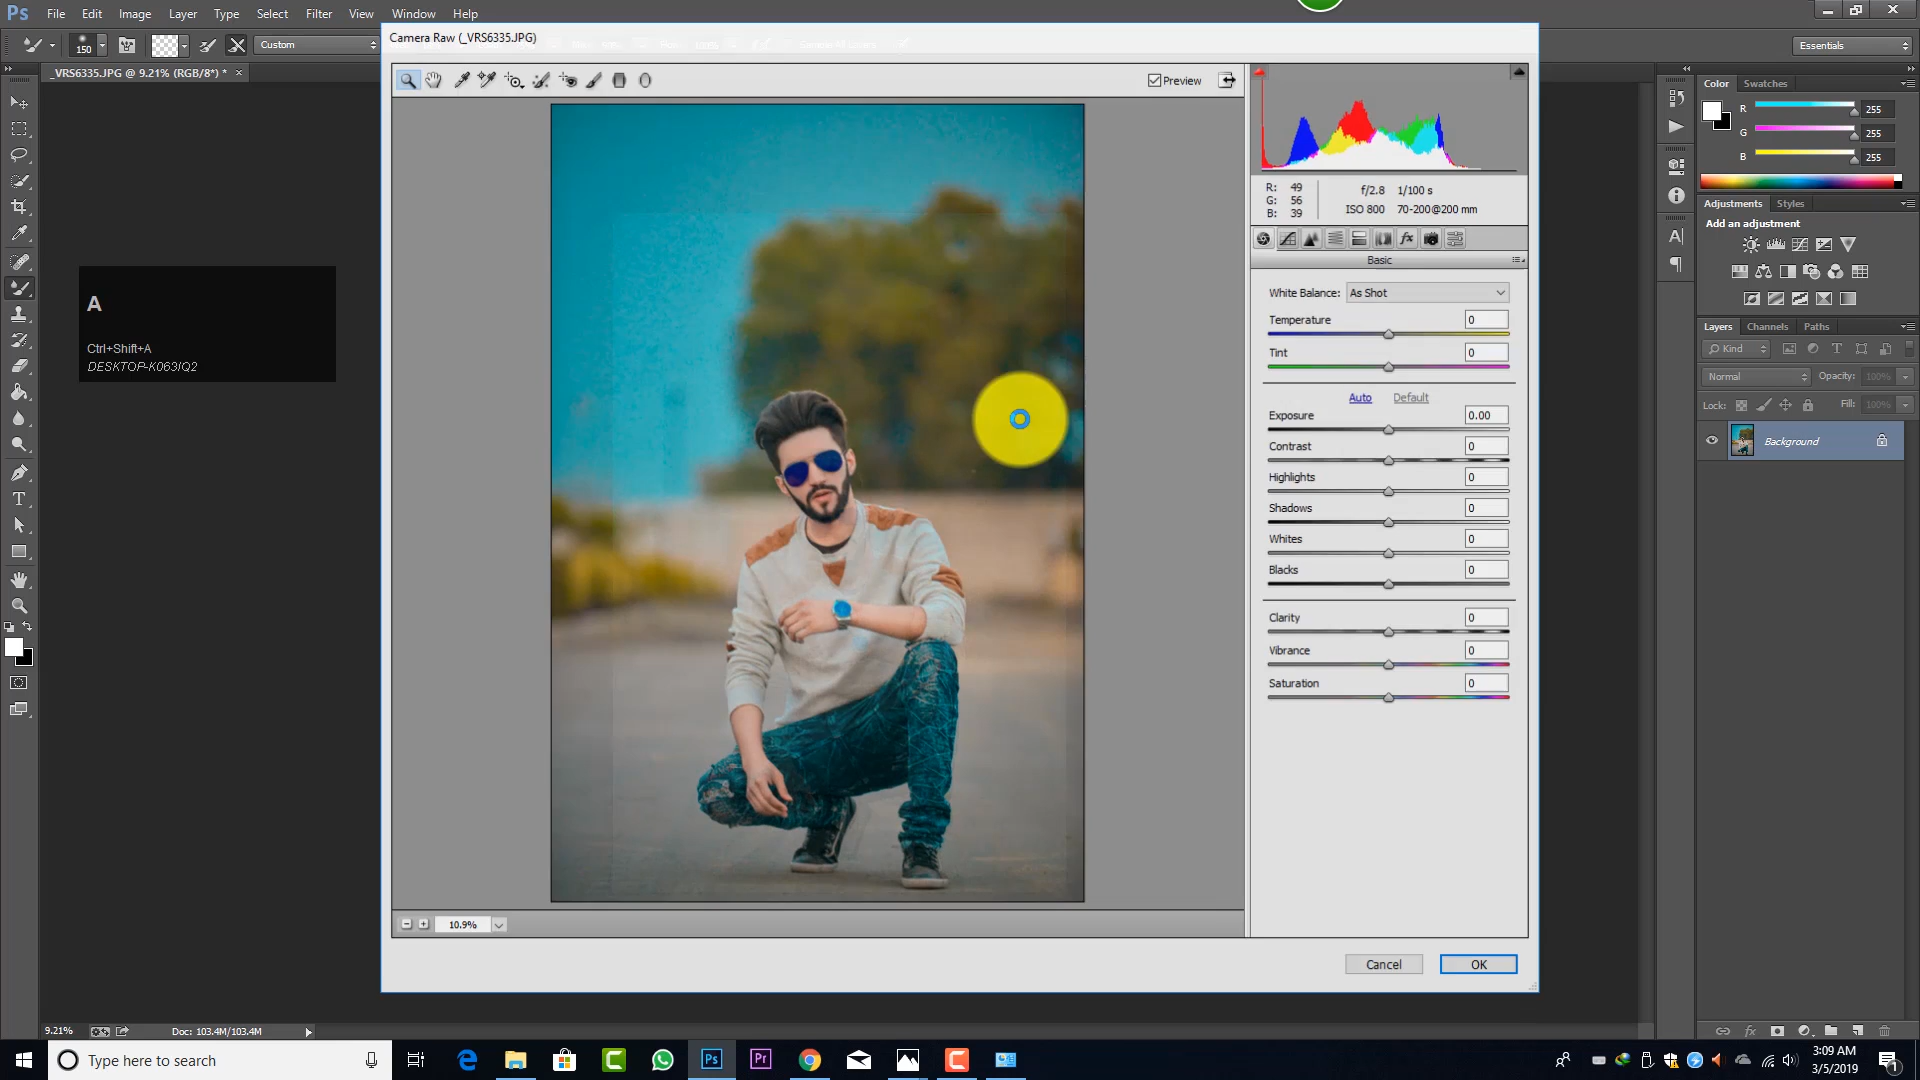 Ps File Edit Image Layer Type Select Filter View Window Help
150 Custom Essentials
_VRS6335.JPG @ 9.21% (RGB/8*) * ×
Camera Raw (_VRS6335.JPG)
Preview
A
Ctrl+Shift+A
R: 49
G: 56
B: 39
f/2.8 1/100 s
ISO 800 70-200@200 mm
Basic
White Balance: As Shot
Temperature 0
Tint 0
Auto Default
Exposure 0.00
Contrast 0
Highlights 0
Shadows 0
Whites 0
Blacks 0
Clarity 0
Vibrance 0
Saturation 0
10.9%
Cancel OK
Color Swatches
R 255
G 255
B 255
Adjustments Styles
Add an adjustment
Layers Channels Paths
Kind
Normal Opacity: 100%
Lock: Fill: 100%
Background
9.21% Doc: 103.4M/103.4M
Type here to search
3:09 AM
3/5/2019